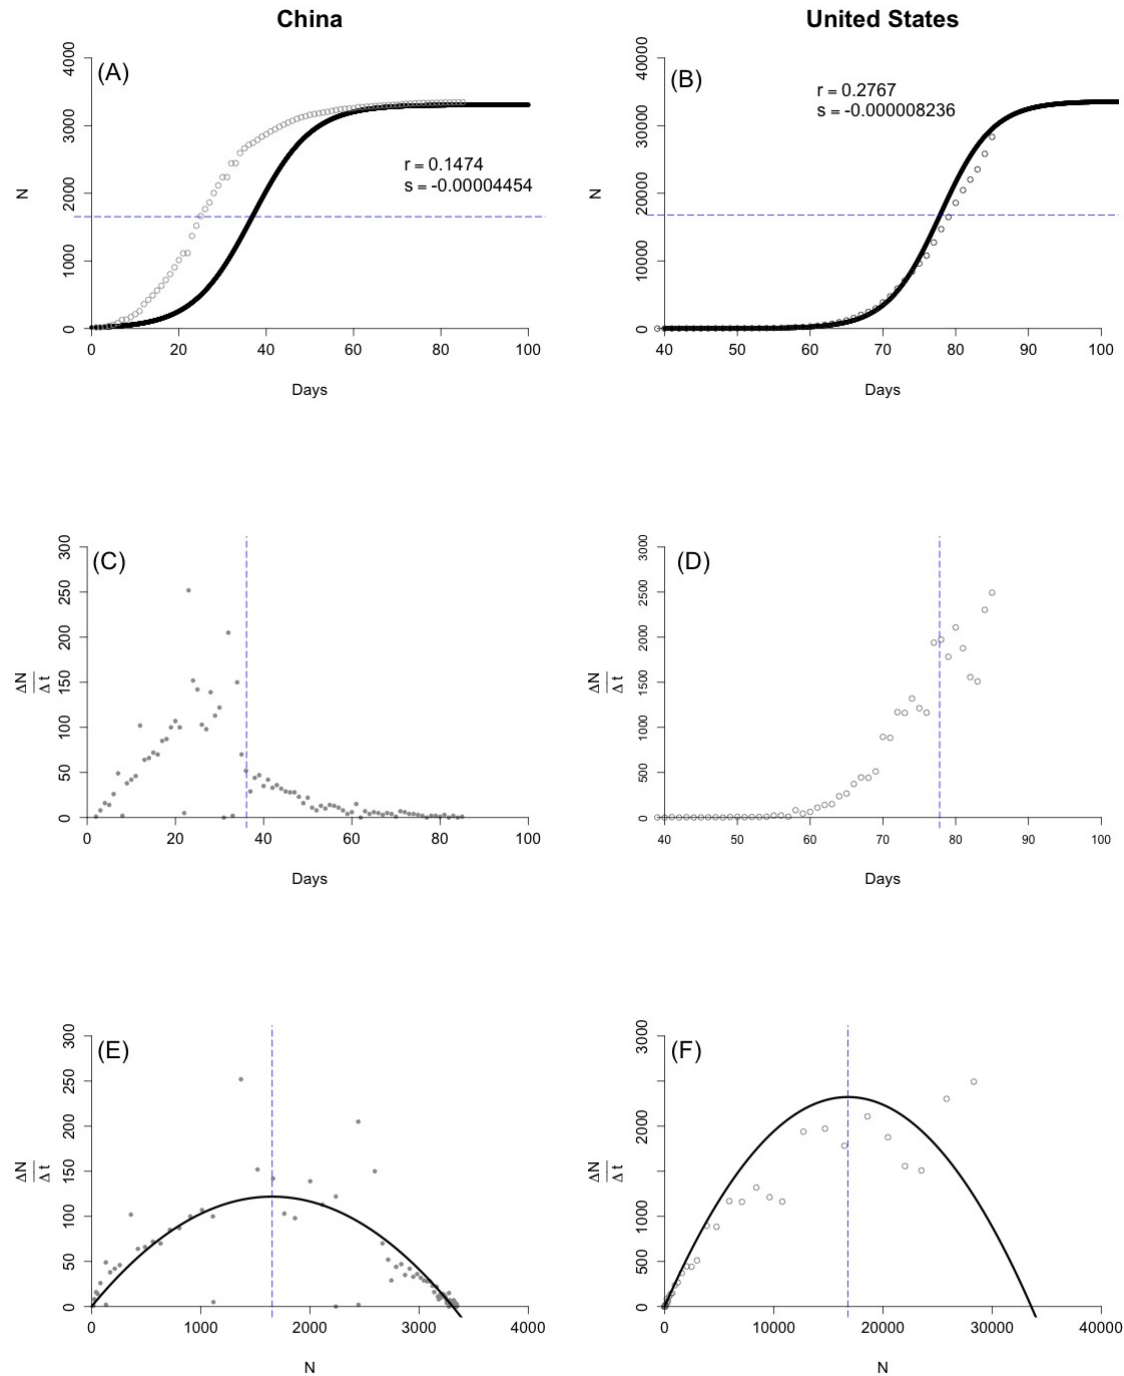 China
United States
(A)
N
4000
3000
2000
1000
0
r = 0.1474
s = -0.00004454
0 20 40 60 80 100
Days
(B)
N
40000
30000
20000
10000
0
r = 0.2767
s = -0.000008236
40 50 60 70 80 90 100
Days
(C)
ΔN
Δt
300
250
200
150
100
50
0
0 20 40 60 80 100
Days
(D)
ΔN
Δt
3000
2500
2000
1500
1000
500
0
40 50 60 70 80 90 100
Days
(E)
ΔN
Δt
300
250
200
150
100
50
0
0 1000 2000 3000 4000
N
(F)
ΔN
Δt
3000
2000
1000
500
0
0 10000 20000 30000 40000
N